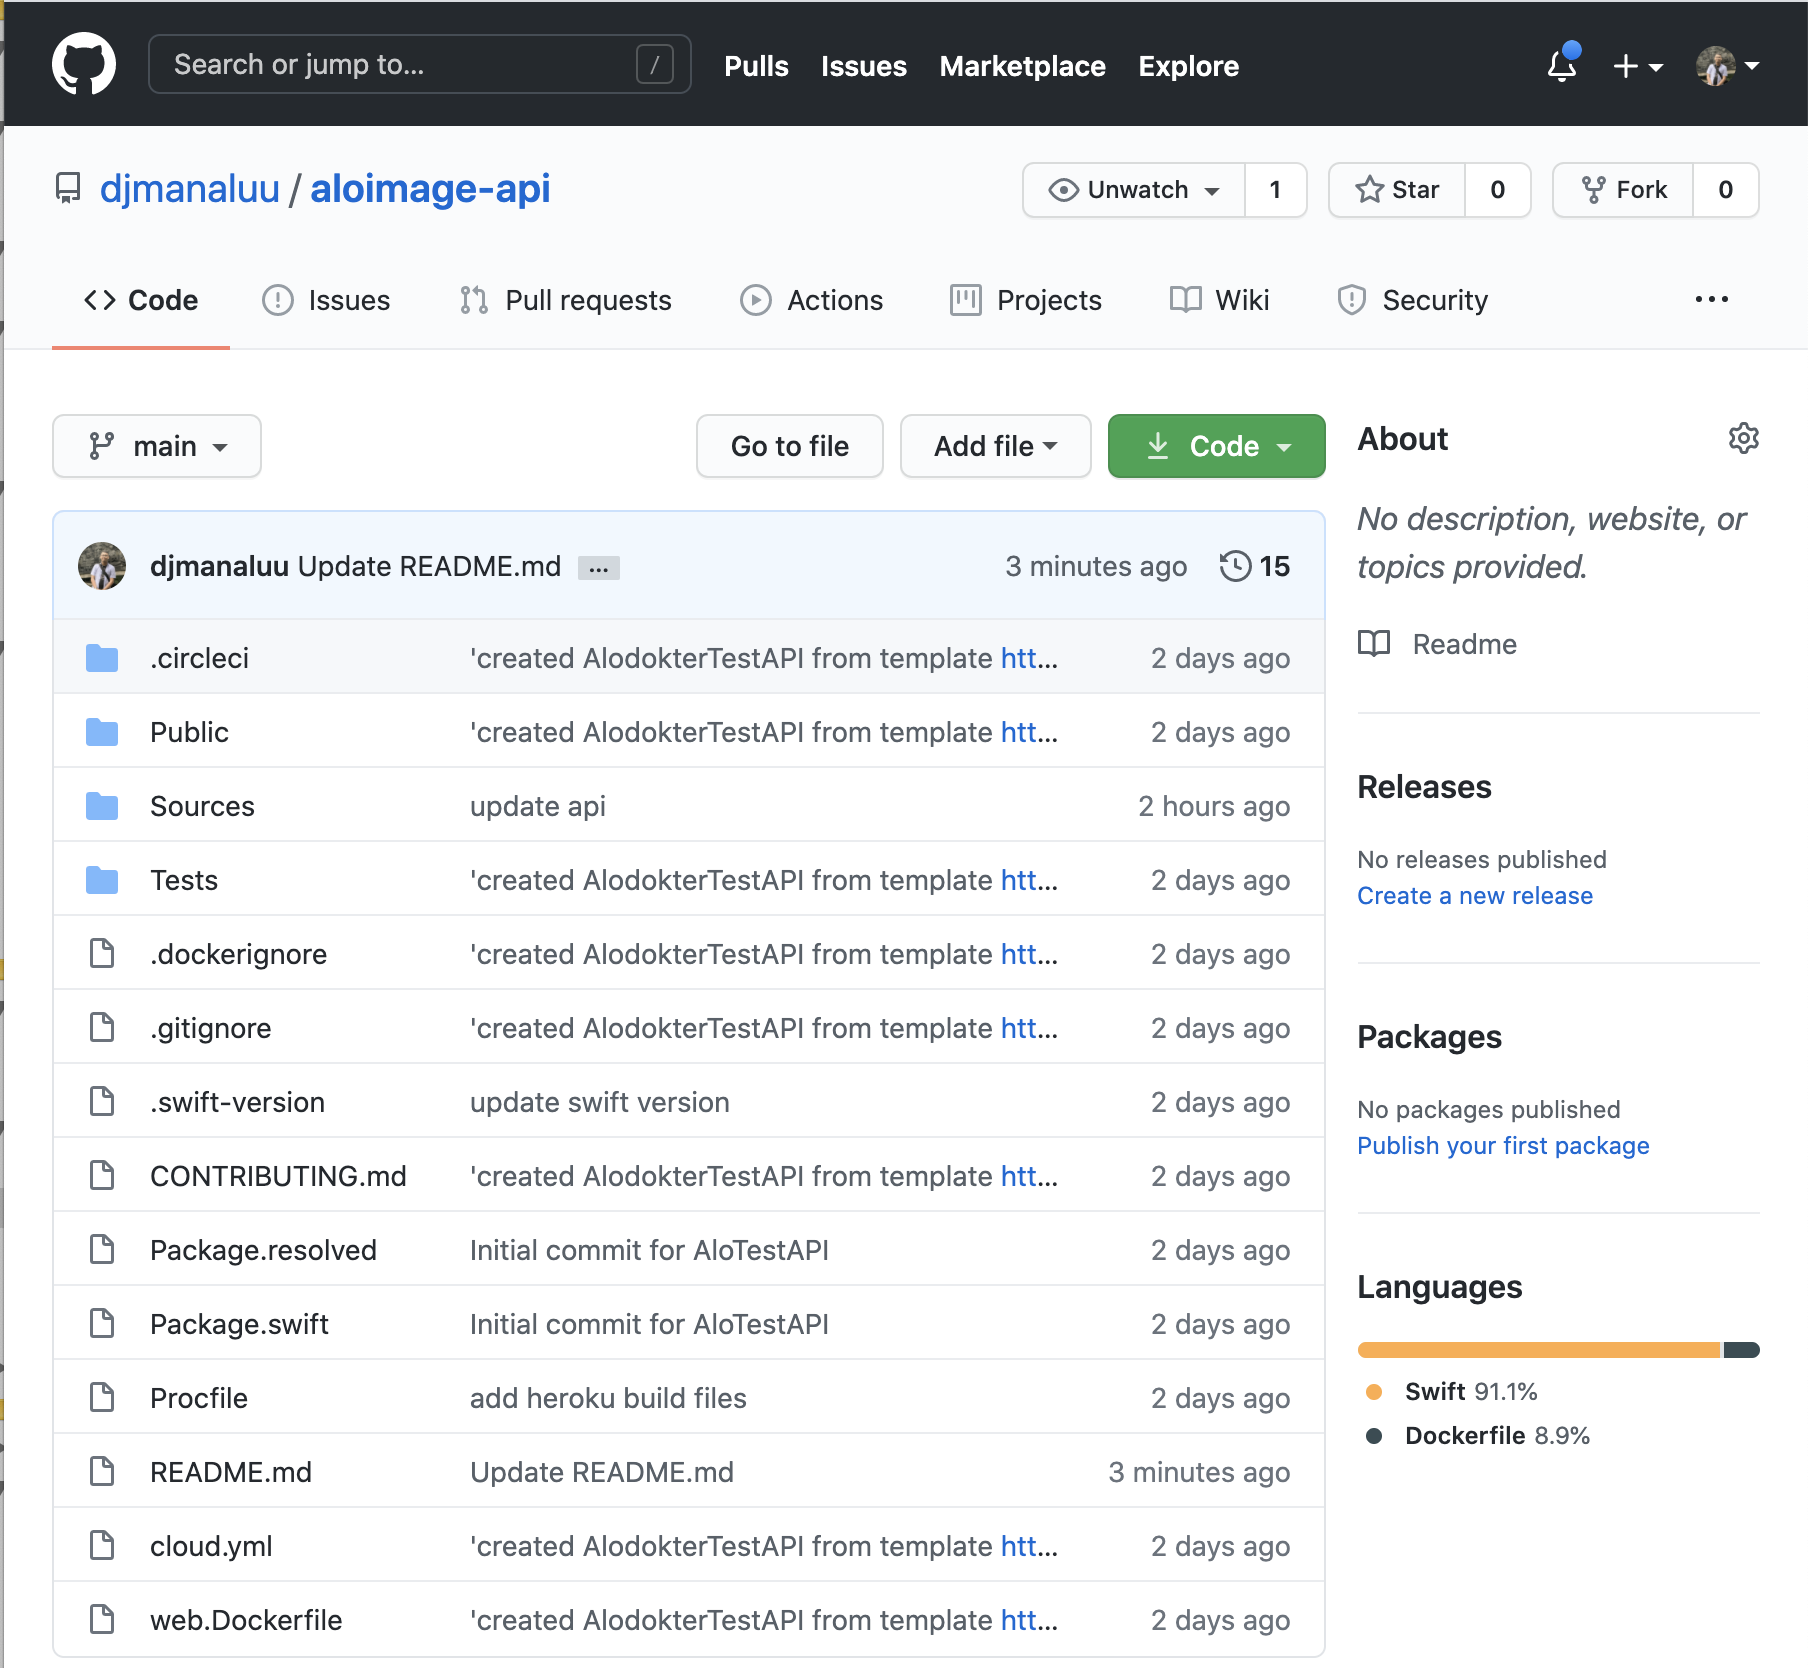 Search or jump to... /
Pulls Issues Marketplace Explore
djmanaluu / aloimage-api
Unwatch 1 Star 0 Fork 0
Code Issues Pull requests Actions Projects Wiki Security ...
main Go to file Add file Code
djmanaluu Update README.md ... 3 minutes ago 15
.circleci 'created AlodokterTestAPI from template htt... 2 days ago
Public 'created AlodokterTestAPI from template htt... 2 days ago
Sources update api 2 hours ago
Tests 'created AlodokterTestAPI from template htt... 2 days ago
.dockerignore 'created AlodokterTestAPI from template htt... 2 days ago
.gitignore 'created AlodokterTestAPI from template htt... 2 days ago
.swift-version update swift version 2 days ago
CONTRIBUTING.md 'created AlodokterTestAPI from template htt... 2 days ago
Package.resolved Initial commit for AloTestAPI 2 days ago
Package.swift Initial commit for AloTestAPI 2 days ago
Procfile add heroku build files 2 days ago
README.md Update README.md 3 minutes ago
cloud.yml 'created AlodokterTestAPI from template htt... 2 days ago
web.Dockerfile 'created AlodokterTestAPI from template htt... 2 days ago
About
No description, website, or
topics provided.
Readme
Releases
No releases published
Create a new release
Packages
No packages published
Publish your first package
Languages
Swift 91.1%
Dockerfile 8.9%